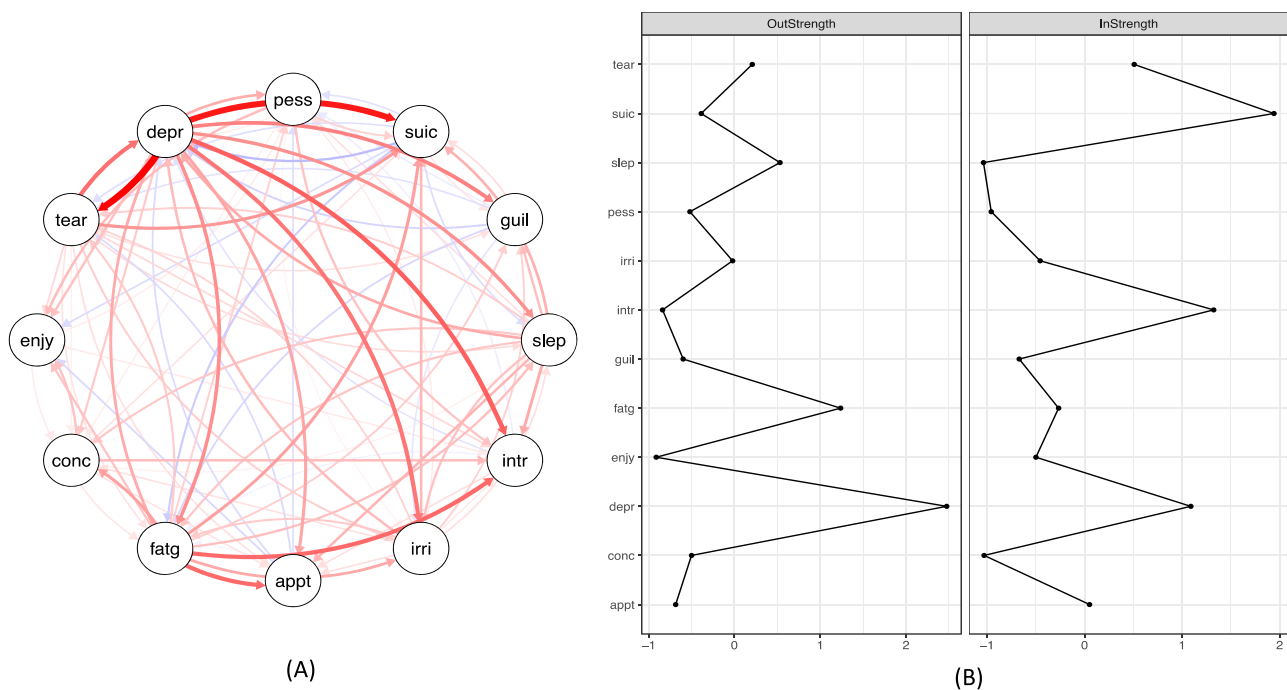 pess
depr
suic
tear
guil
enjy
slep
conc
intr
fatg
irri
appt
(A)
OutStrength InStrength
tear
suic
slep
pess
irri
intr
guil
fatg
enjy
depr
conc
appt
−1 0 1 2 −1 0 1 2
(B)